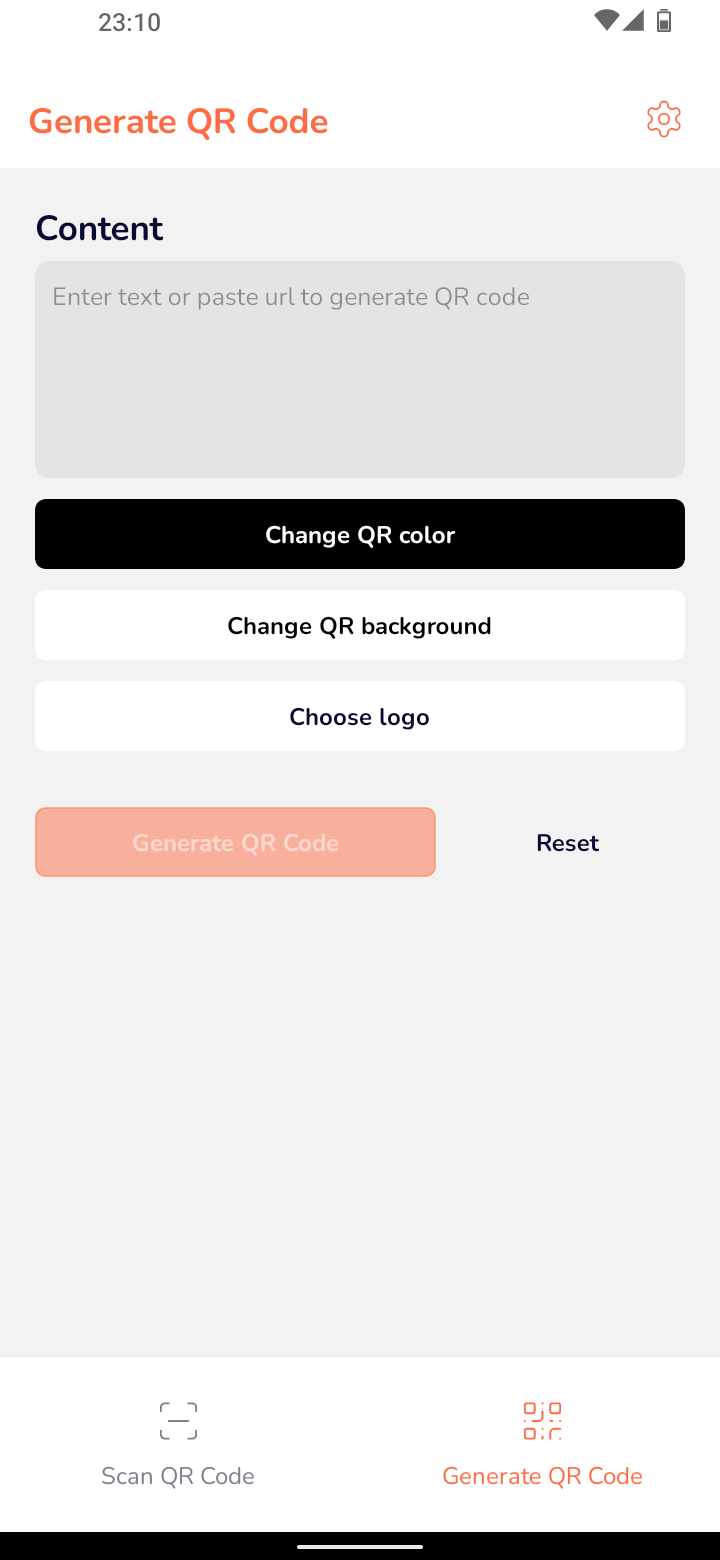 23:10
Generate QR Code
Content
Enter text or paste url to generate QR code
Change QR color
Change QR background
Choose logo
Generate QR Code
Reset
Scan QR Code
Generate QR Code